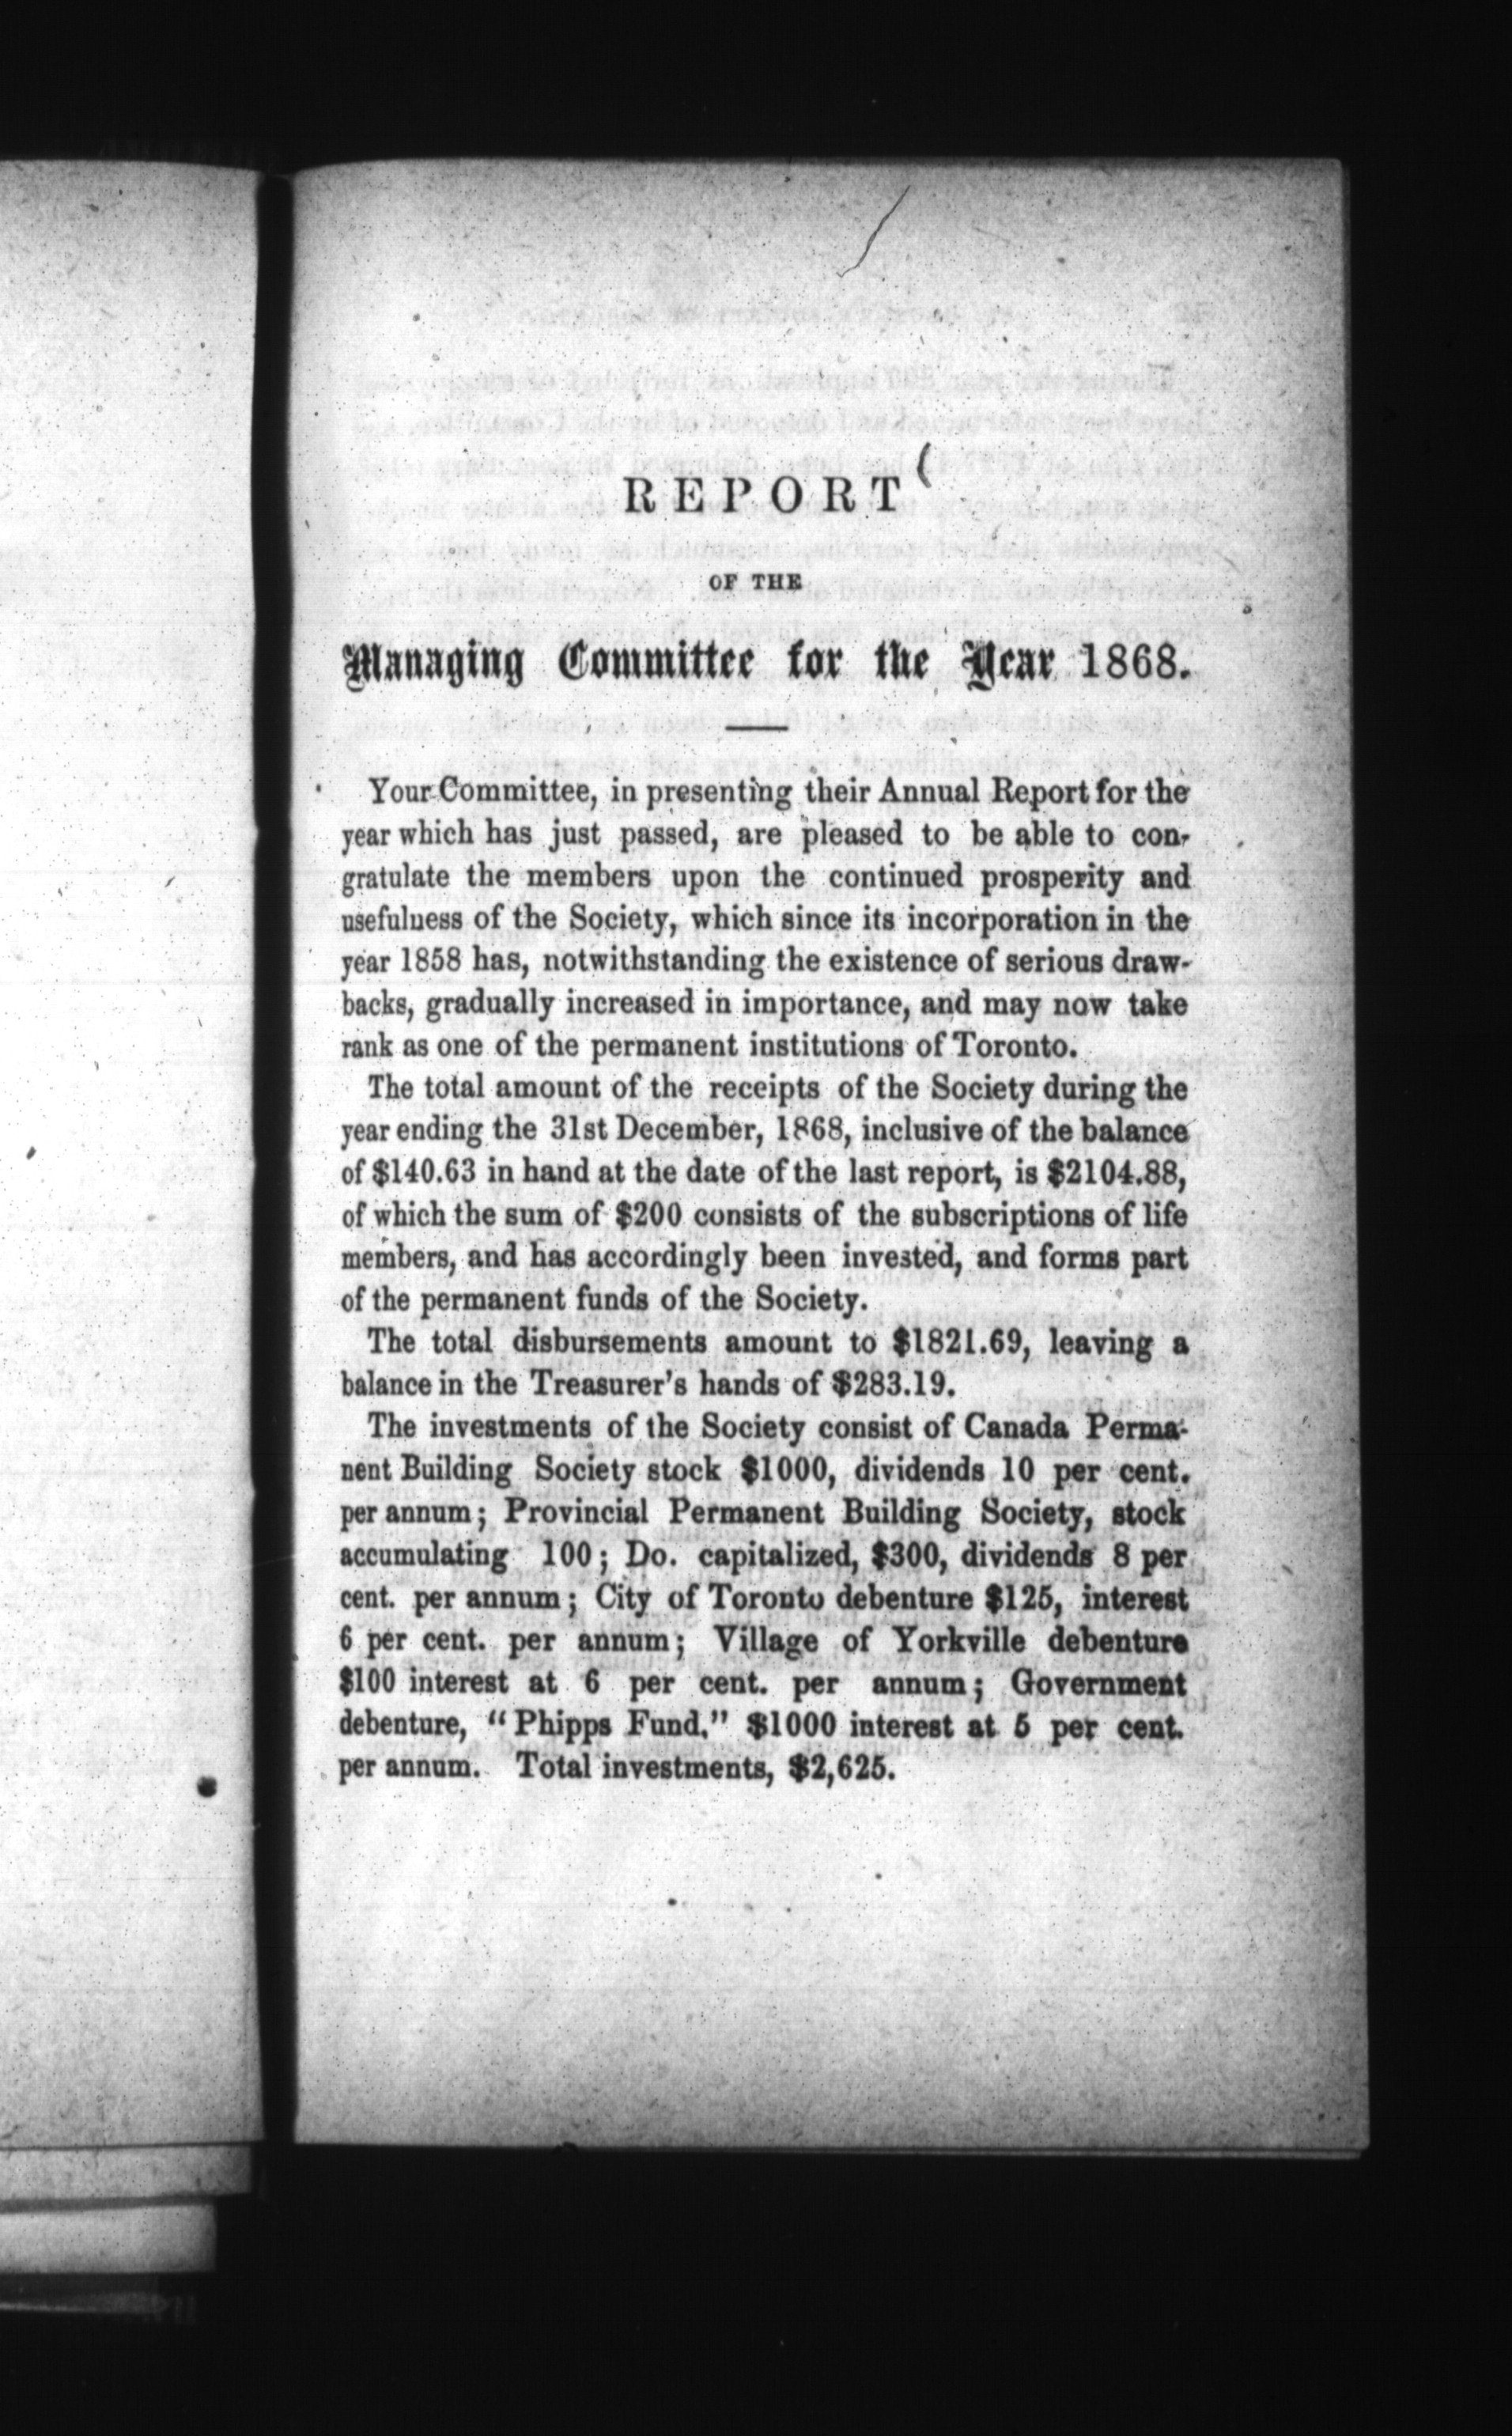 REPORT
OF THE
Managing Committee for the Year 1868.
Your Committee, in presenting their Annual Report for the
year which has just passed, are pleased to be able to con-
gratulate the members upon the continued prosperity and
usefulness of the Society, which since its incorporation in the
year 1858 has, notwithstanding the existence of serious draw-
backs, gradually increased in importance, and may now take
rank as one of the permanent institutions of Toronto.
The total amount of the receipts of the Society during the
year ending the 31st December, 1868, inclusive of the balance
of $140.63 in hand at the date of the last report, is $2104.88,
of which the sum of $200 consists of the subscriptions of life
members, and has accordingly been invested, and forms part
of the permanent funds of the Society.
The total disbursements amount to $1821.69, leaving a
balance in the Treasurer's hands of $283.19.
The investments of the Society consist of Canada Perma-
nent Building Society stock $1000, dividends 10 per cent.
per annum; Provincial Permanent Building Society, stock
accumulating 100; Do. capitalized, $300, dividends 8 per
cent. per annum; City of Toronto debenture $125, interest
6 per cent. per annum; Village of Yorkville debenture
$100 interest at 6 per cent. per annum; Government
debenture, "Phipps Fund," $1000 interest at 5 per cent.
per annum. Total investments, $2,625.